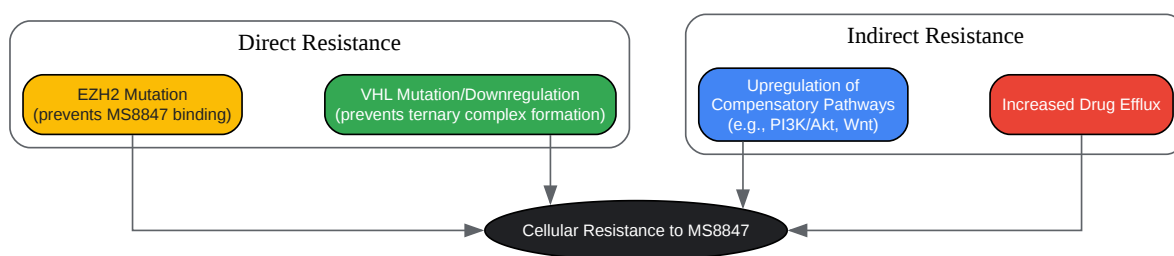 Direct Resistance
EZH2 Mutation
(prevents MS8847 binding)
VHL Mutation/Downregulation
(prevents ternary complex formation)
Indirect Resistance
Upregulation of
Compensatory Pathways
(e.g., PI3K/Akt, Wnt)
Increased Drug Efflux
Cellular Resistance to MS8847